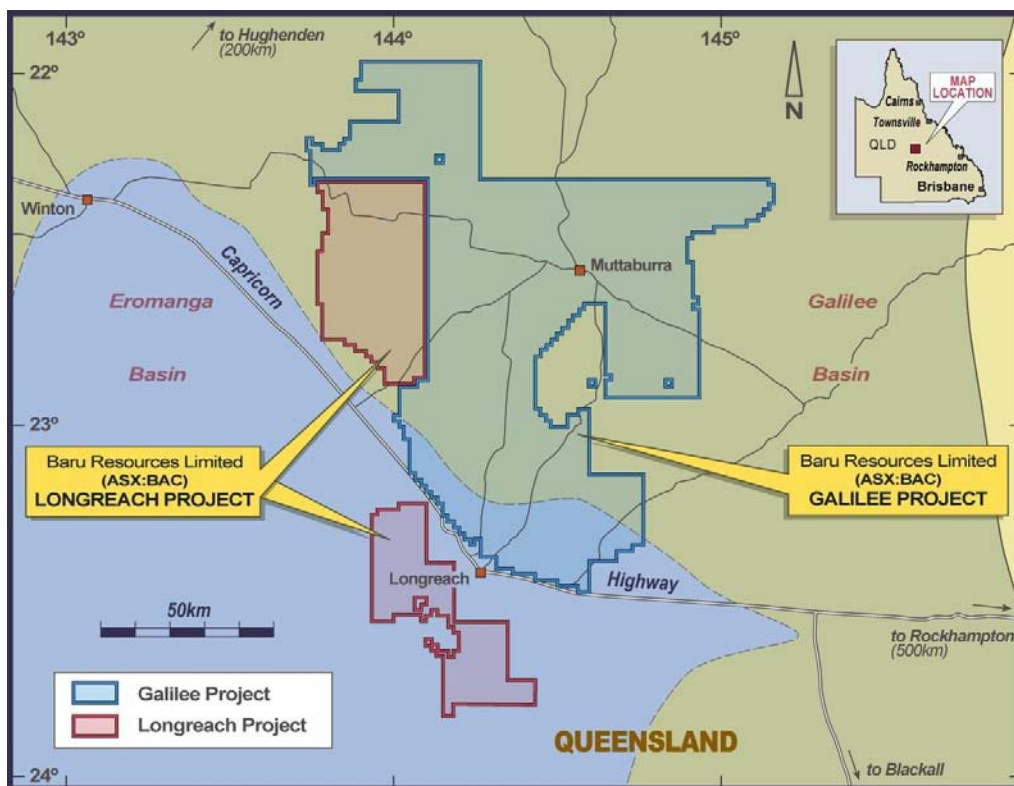 143°
144°
145°
to Hughenden
(200km)
22°
N
MAP
LOCATION
Cairns
Townsville
QLD
Rockhampton
Brisbane
Winton
Capricorn
Muttaburra
Eromanga
Basin
Galilee
Basin
23°
Baru Resources Limited
(ASX:BAC)
LONGREACH PROJECT
Baru Resources Limited
(ASX:BAC)
GALILEE PROJECT
Longreach
Highway
50km
to Rockhampton
(500km)
Galilee Project
Longreach Project
QUEENSLAND
24°
to Blackall